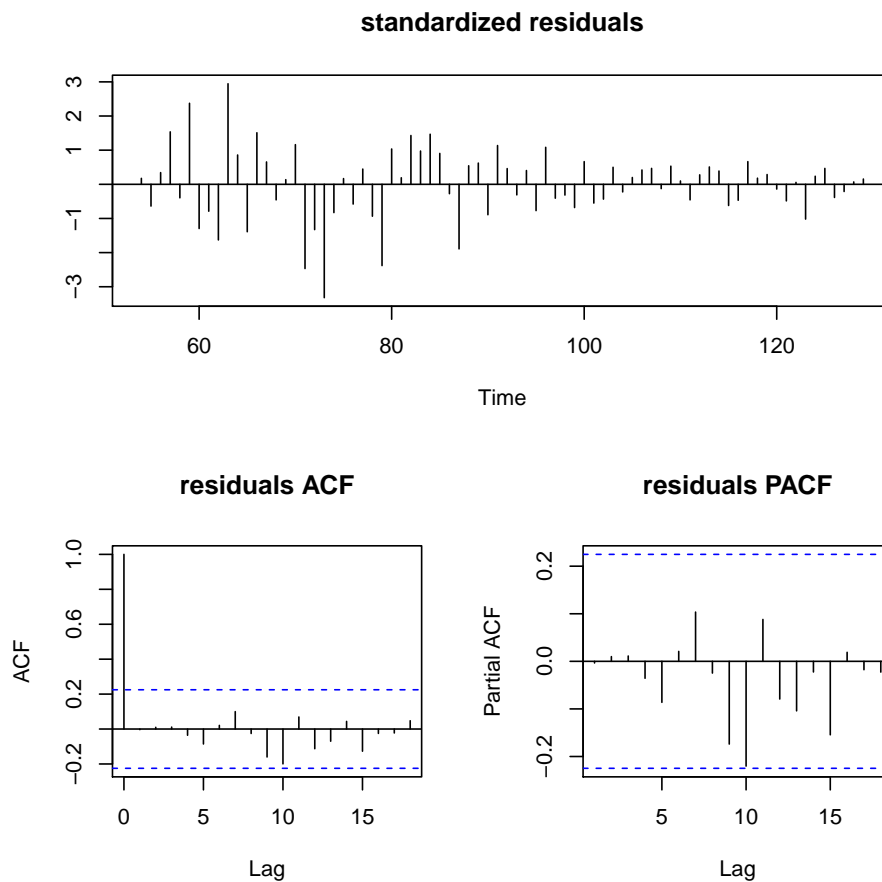 standardized residuals
3
2
1
−1
−3
60
80
100
120
Time
residuals ACF
1.0
0.6
0.2
−0.2
ACF
0
5
10
15
Lag
residuals PACF
0.2
0.0
−0.2
Partial ACF
5
10
15
Lag